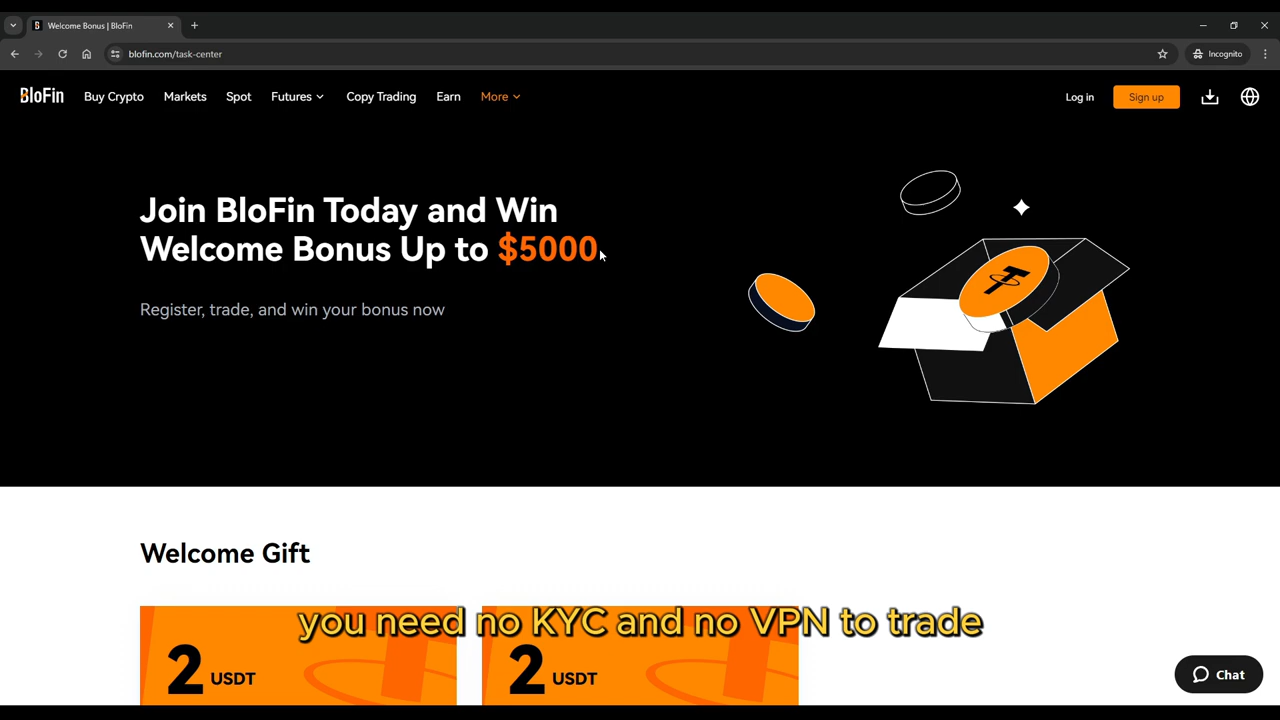 Welcome Bonus | BloFin
blofin.com/task-center
Incognito
BloFin
Buy Crypto
Markets
Spot
Futures
Copy Trading
Earn
More
Log in
Sign up
Join BloFin Today and Win
Welcome Bonus Up to $5000
Register, trade, and win your bonus now
Welcome Gift
you need no KYC and no VPN to trade
2 USDT
2 USDT
Chat